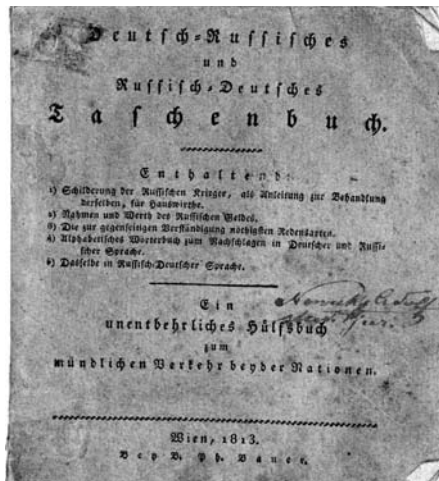 Deutsch-Russisches
und
Russisch-Deutsches
Taschenbuch.
Enthaltend:
1) Schilderung der Russischen Krieger, als Anleitung zur Behandlung
derselben, für Hauswirthe.
2) Nahmen und Werth des Russischen Geldes.
3) Die zur gegenseitigen Verständigung nöthigsten Redensarten.
4) Alphabetisches Wörterbuch zum Nachschlagen in Deutscher und Russi-
scher Sprache.
5) Dasselbe in Russisch-Deutscher Sprache.
Ein
unentbehrliches Hülfsbuch
zum
mündlichen Verkehr beyder Nationen.
Wien, 1813.
Bey B. Ph. Bauer.